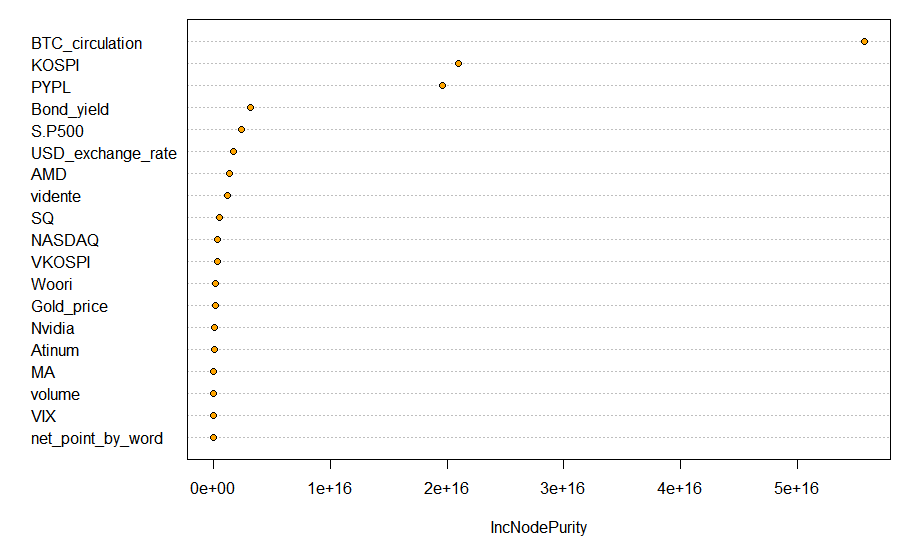 BTC_circulation
KOSPI
PYPL
Bond_yield
S.P500
USD_exchange_rate
AMD
vidente
SQ
NASDAQ
VKOSPI
Woori
Gold_price
Nvidia
Atinum
MA
volume
VIX
net_point_by_word
0e+00 1e+16 2e+16 3e+16 4e+16 5e+16
IncNodePurity